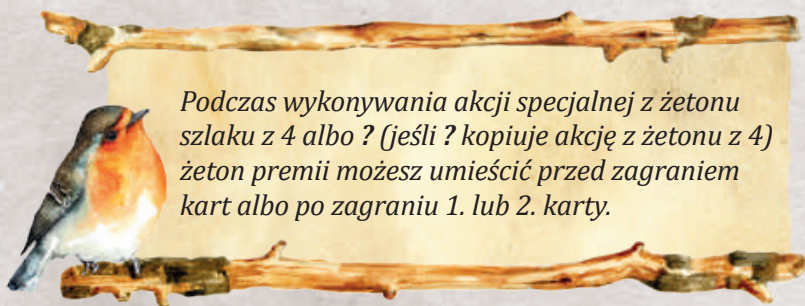 Podczas wykonywania akcji specjalnej z żetonu
szlaku z 4 albo ? (jeśli ? kopiuje akcję z żetonu z 4)
żeton premii możesz umieścić przed zagraniem
kart albo po zagraniu 1. lub 2. karty.